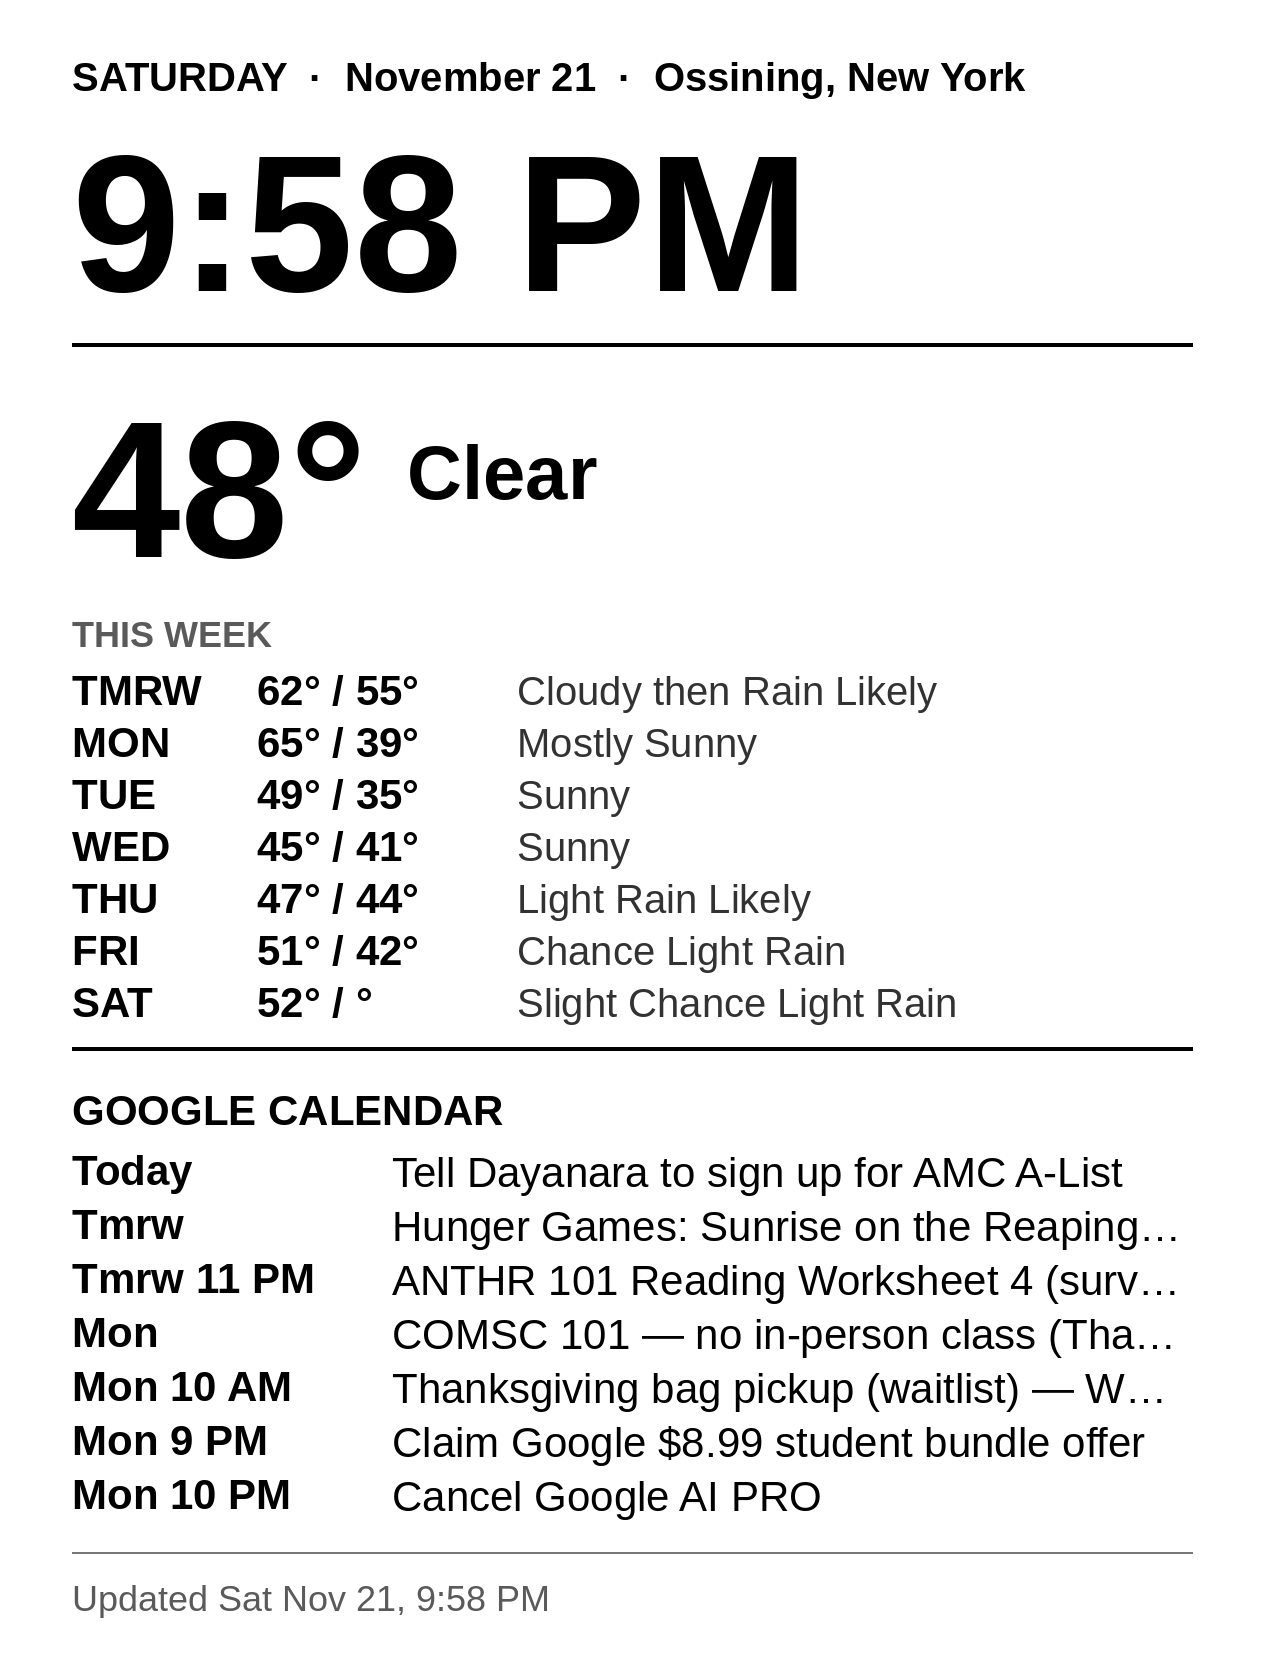 SATURDAY · November 21 · Ossining, New York
9:58 PM
48° Clear
THIS WEEK
TMRW 62° / 55° Cloudy then Rain Likely
MON 65° / 39° Mostly Sunny
TUE 49° / 35° Sunny
WED 45° / 41° Sunny
THU 47° / 44° Light Rain Likely
FRI 51° / 42° Chance Light Rain
SAT 52° / ° Slight Chance Light Rain
GOOGLE CALENDAR
Today Tell Dayanara to sign up for AMC A-List
Tmrw Hunger Games: Sunrise on the Reaping…
Tmrw 11 PM ANTHR 101 Reading Worksheet 4 (surv…
Mon COMSC 101 — no in-person class (Tha…
Mon 10 AM Thanksgiving bag pickup (waitlist) — W…
Mon 9 PM Claim Google $8.99 student bundle offer
Mon 10 PM Cancel Google AI PRO
Updated Sat Nov 21, 9:58 PM